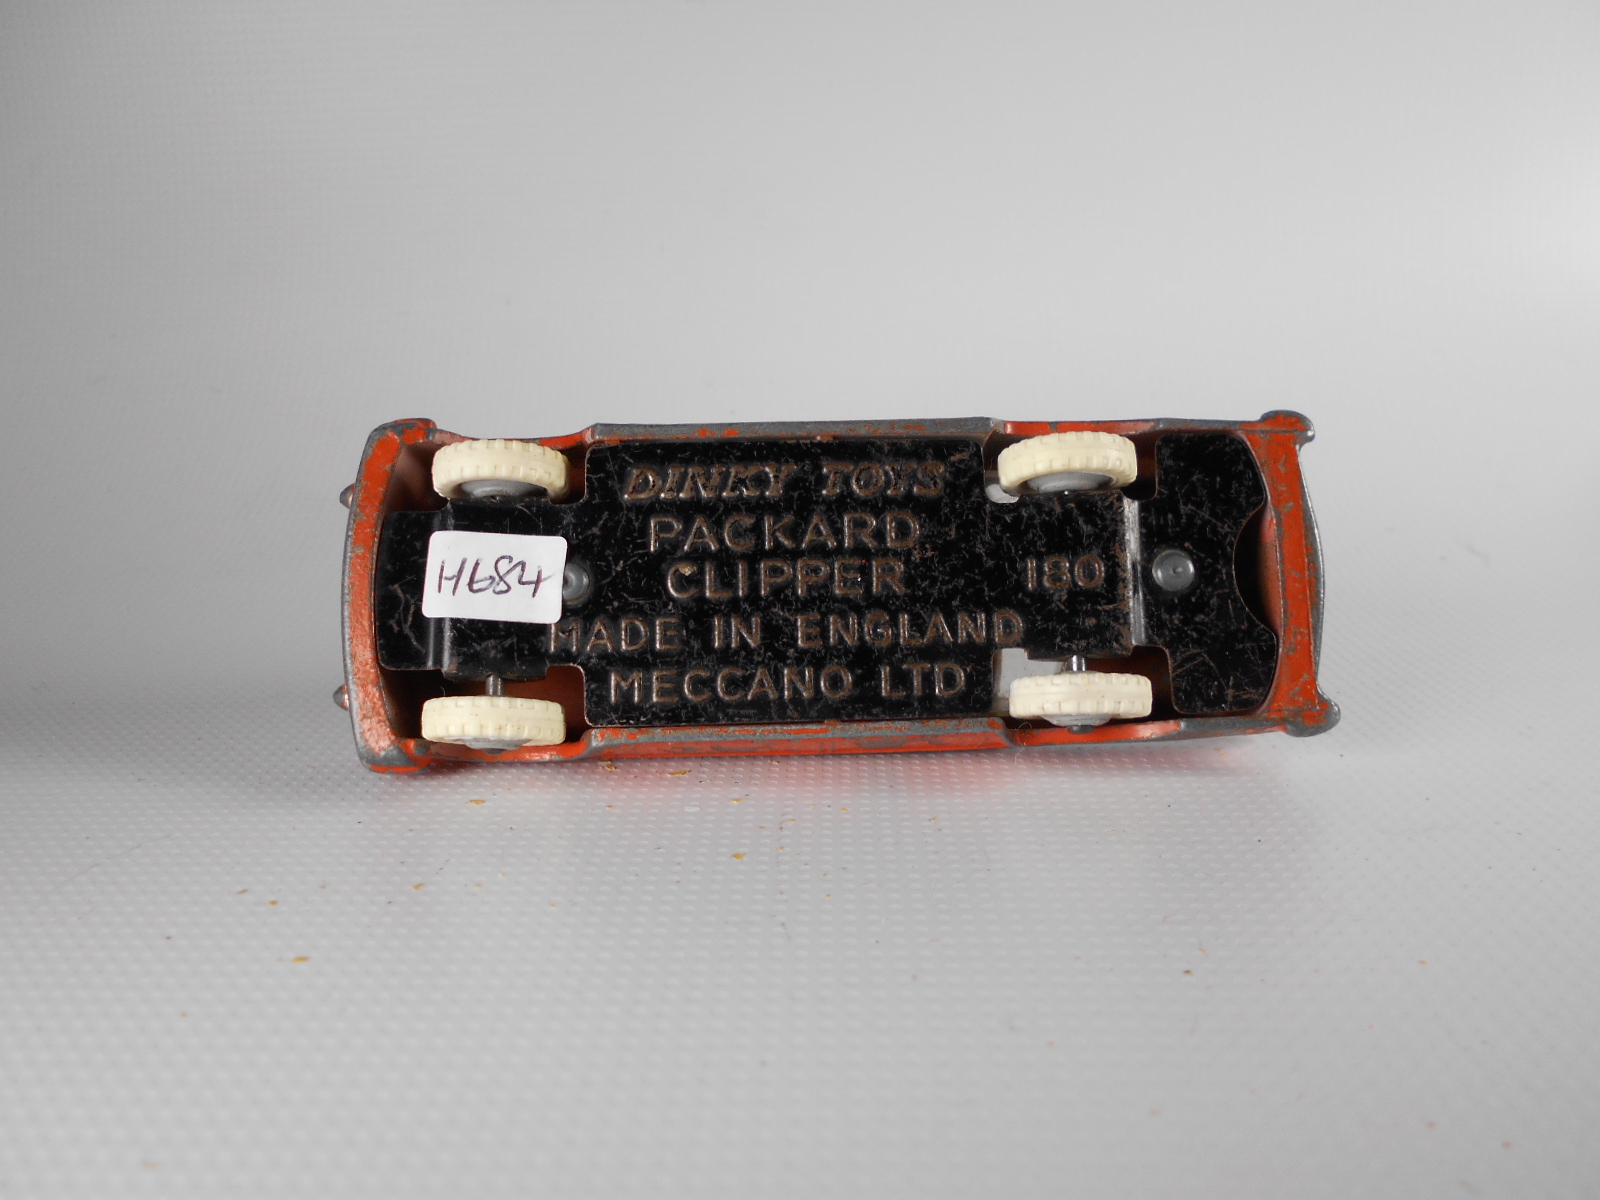 DINKY TOYS
PACKARD
CLIPPER 180
MADE IN ENGLAND
MECCANO LTD
H684